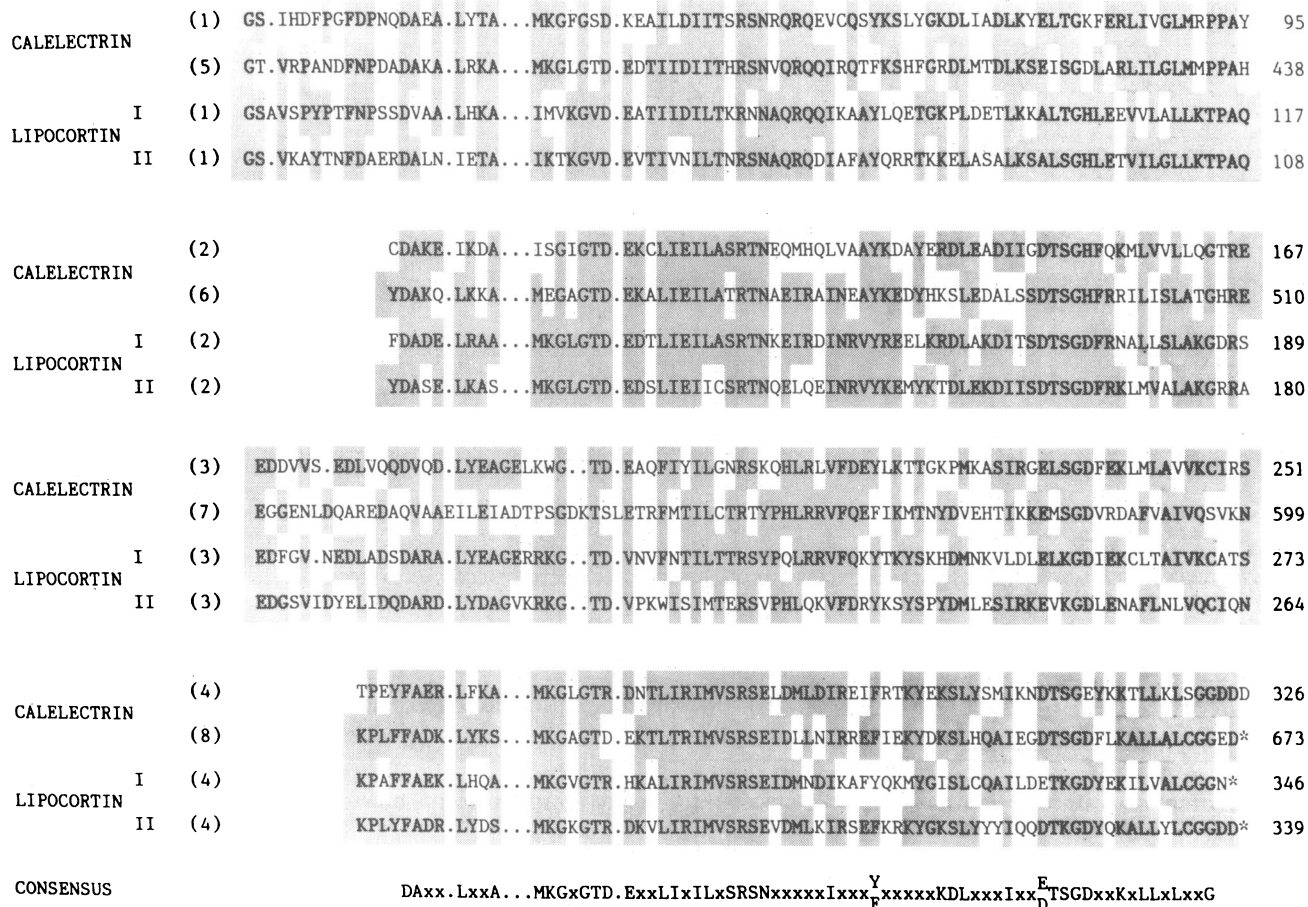 (1) GS.IHDFPGFDPNQDAEA.LYTA...MKGFGSD.KEAILDIITSRSNRQRQEVCQSYKSLYGKDLIADLKYELTGKFERLIVGLMRPPAY 95
CALELECTRIN
(5) GT.VRPANDFNPDADAKA.LRKA...MKGLGTD.EDTIIDIITHRSNVQRQQIRQTFKSHFGRDLMTDLKSEISGDLARLILGLMMPPAH 438
I (1) GSAVSPYPTFNPSSDVAA.LHKA...IMVKGVD.EATIIDILTKRNNAQRQQIKAAYLQETGKPLDETLKKALTGHLEEVVLALLKTPAQ 117
LIPOCORTIN
II (1) GS.VKAYTNFDAERDALN.IETA...IKTKGVD.EVTIVNILTNRSNAQRQDIAFAYQRRTKKELASALKSALSGHLETVILGLLKTPAQ 108
(2) CDAKE.IKDA...ISGIGTD.EKCLIEILASRTNEQMHQLVAAYKDAYERDLEADIIGDTSGHFQKMLVVLLQGTRE 167
CALELECTRIN
(6) YDAKQ.LKKA...MEGAGTD.EKALIEILATRTNAEIRAINEAYKEDYHKSLEDALSSDTSGHFRRILISLATGHRE 510
I (2) FDADE.LRAA...MKGLGTD.EDTLIEILASRTNKEIRDINRVYREELKRDLAKDITSDTSGDFRNALLSLAKGDRS 189
LIPOCORTIN
II (2) YDASE.LKAS...MKGLGTD.EDSLIEIICSRTNQELQEINRVYKEMYKTDLEKDIISDTSGDFRKLMVALAKGRRA 180
(3) EDDVVS.EDLVQQDVQD.LYEAGELKWG..TD.EAQFIYILGNRSKQHLRLVFDEYLKTTGKPMKASIRGELSGDFEKLMLAVVKCIRS 251
CALELECTRIN
(7) EGGENLDQAREDAQVAAEILEIADTPSGDKTSLETRFMTILCTRTYPHLRRVFQEFIKMTNYDVEHTIKKEMSGDVRDAFVAIVQSVKN 599
I (3) EDFGV.NEDLADSDARA.LYEAGERRKG..TD.VNVFNTILTTRSYPQLRRVFQKYTKYSKHDMNKVLDLELKGDIEKCLTAIVKCATS 273
LIPOCORTIN
II (3) EDGSVIDYELIDQDARD.LYDAGVKRKG..TD.VPKWISIMTERSVPHLQKVFDRYKSYSPYDMLESIRKEVKGDLENAFLNLVQCIQN 264
(4) TPEYFAER.LFKA...MKGLGTR.DNTLIRIMVSRSELDMLDIREIFRTKYEKSLYSMIKNDTSGEYKKTLLKLSGGDDD 326
CALELECTRIN
(8) KPLFFADK.LYKS...MKGAGTD.EKTLTRIMVSRSEIDLLNIRREFIEKYDKSLHQAIEGDTSGDFLKALLALCGGED* 673
I (4) KPAFFAEK.LHQA...MKGVGTR.HKALIRIMVSRSEIDMNDIKAFYQKMYGISLCQAILDETKGDYEKILVALCGGN* 346
LIPOCORTIN
II (4) KPLYFADR.LYDS...MKGKGTR.DKVLIRIMVSRSEVDMLKIRSEFKRKYGKSLYYYIQQDTKGDYQKALLYLCGGDD* 339
Y E
CONSENSUS DAxx.LxxA...MKGxGTD.ExxLIxILxSRSNxxxxxIxxx xxxxxKDLxxxIxx TSGDxxKxLLxLxxG
F D